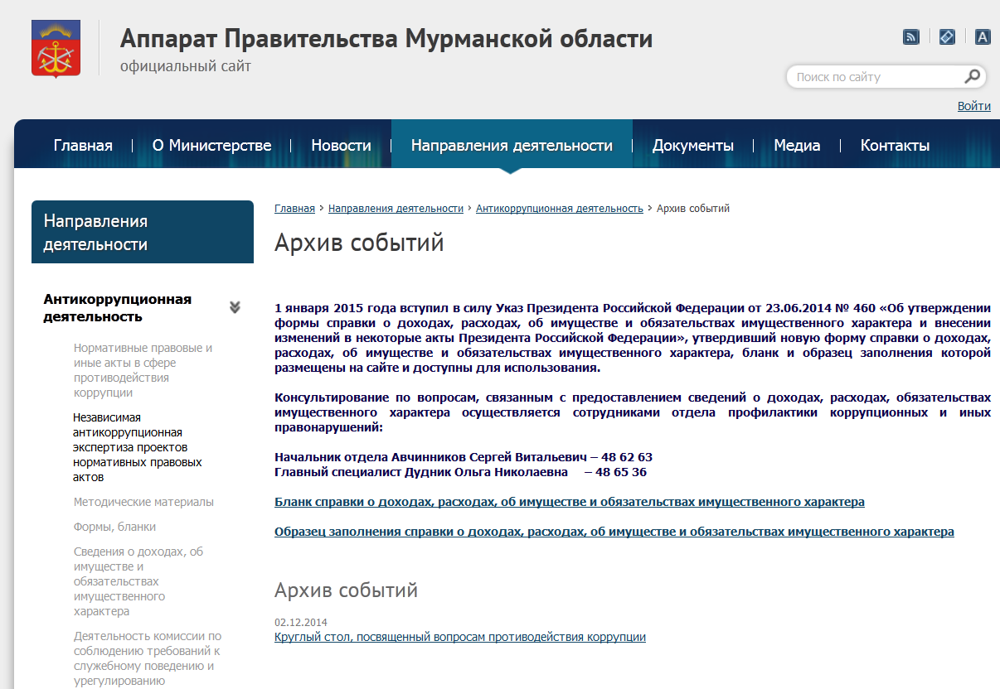 Аппарат Правительства Мурманской области
официальный сайт
A
Поиск по сайту
Войти
Главная
О Министерстве
Новости
Направления деятельности
Документы
Медиа
Контакты
Направления
деятельности
Антикоррупционная
деятельность
Нормативные правовые и
иные акты в сфере
противодействия
коррупции
Независимая
антикоррупционная
экспертиза проектов
нормативных правовых
актов
Методические материалы
Формы, бланки
Сведения о доходах, об
имуществе и
обязательствах
имущественного
характера
Деятельность комиссии по
соблюдению требований к
служебному поведению и
урегулированию
Главная › Направления деятельности › Антикоррупционная деятельность › Архив событий
Архив событий
1 января 2015 года вступил в силу Указ Президента Российской Федерации от 23.06.2014 № 460 «Об утверждении
формы справки о доходах, расходах, об имуществе и обязательствах имущественного характера и внесении
изменений в некоторые акты Президента Российской Федерации», утвердивший новую форму справки о доходах,
расходах, об имуществе и обязательствах имущественного характера, бланк и образец заполнения которой
размещены на сайте и доступны для использования.
Консультирование по вопросам, связанным с предоставлением сведений о доходах, расходах, обязательствах
имущественного характера осуществляется сотрудниками отдела профилактики коррупционных и иных
правонарушений:
Начальник отдела Авчинников Сергей Витальевич – 48 62 63
Главный специалист Дудник Ольга Николаевна – 48 65 36
Бланк справки о доходах, расходах, об имуществе и обязательствах имущественного характера
Образец заполнения справки о доходах, расходах, об имуществе и обязательствах имущественного характера
Архив событий
02.12.2014
Круглый стол, посвященный вопросам противодействия коррупции